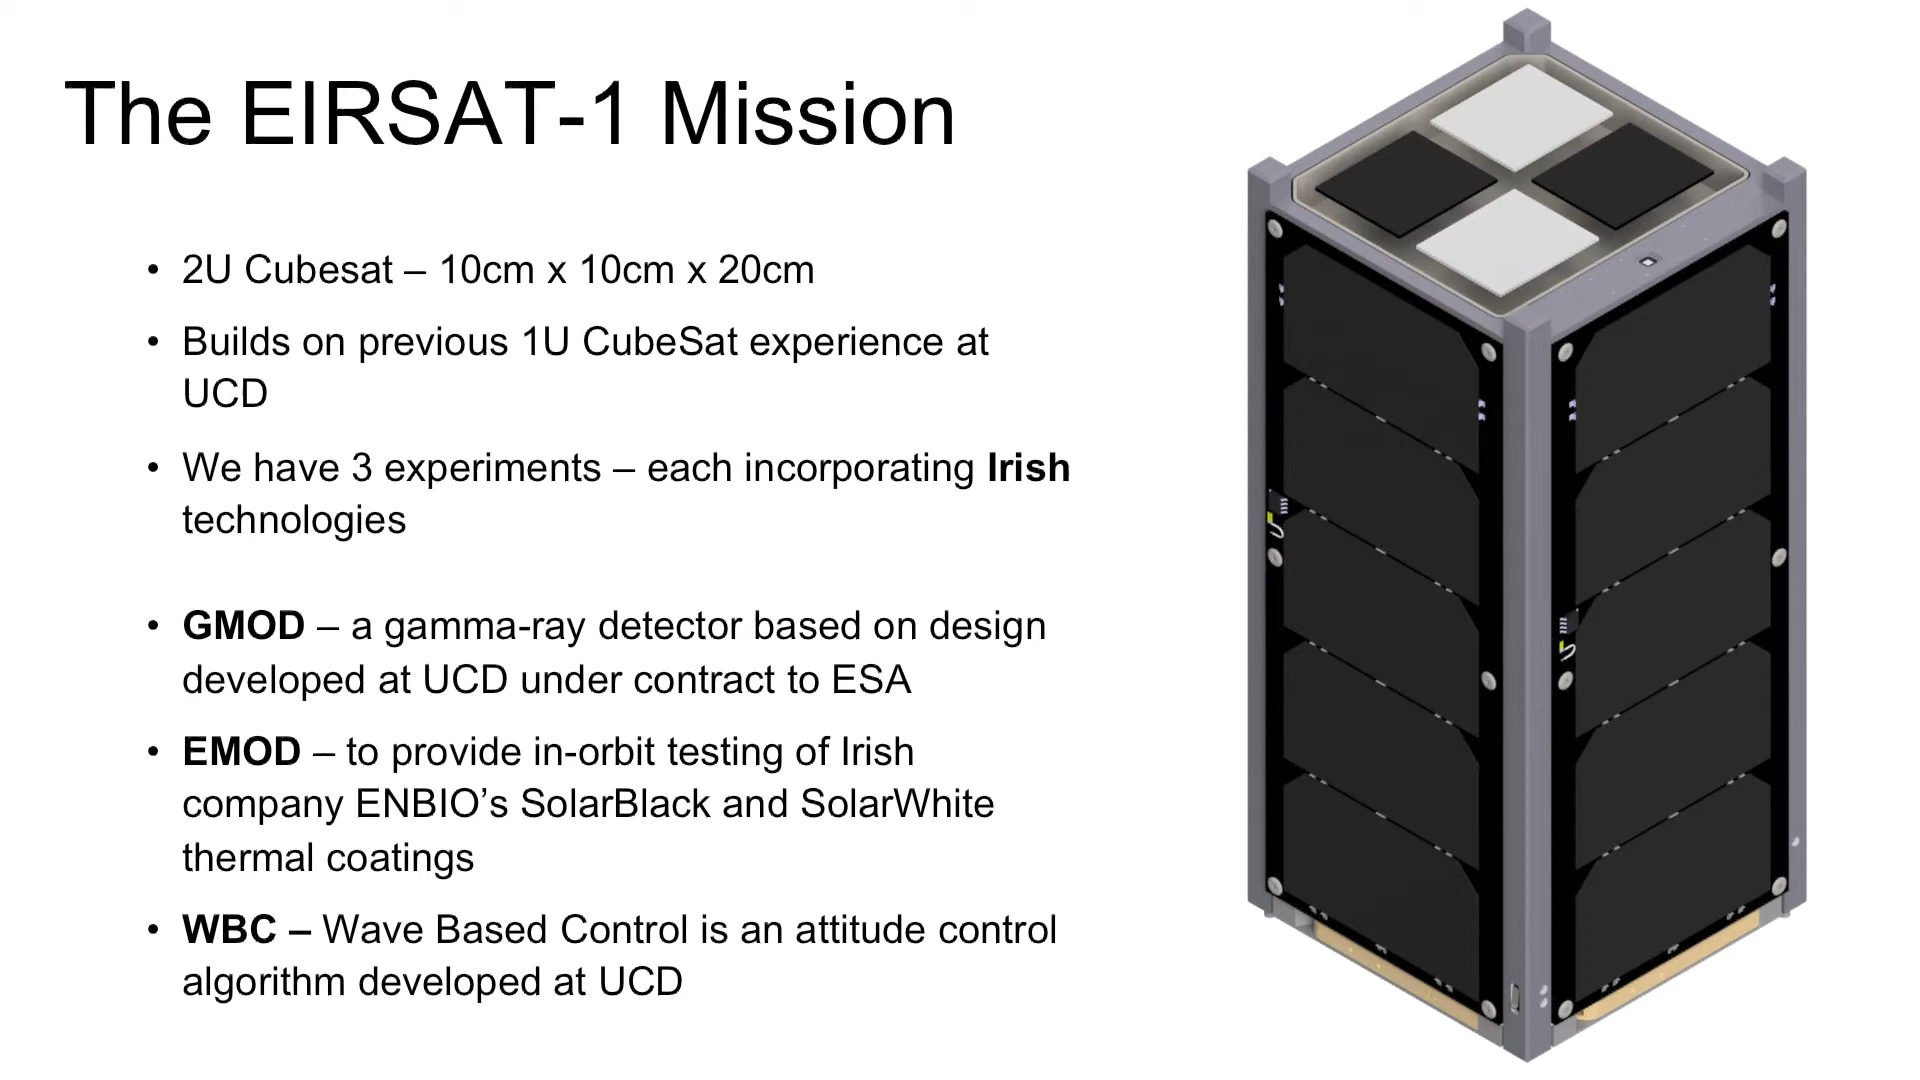 The EIRSAT-1 Mission
• 2U Cubesat – 10cm x 10cm x 20cm
• Builds on previous 1U CubeSat experience at
UCD
• We have 3 experiments – each incorporating Irish
technologies
• GMOD – a gamma-ray detector based on design
developed at UCD under contract to ESA
• EMOD – to provide in-orbit testing of Irish
company ENBIO’s SolarBlack and SolarWhite
thermal coatings
• WBC – Wave Based Control is an attitude control
algorithm developed at UCD